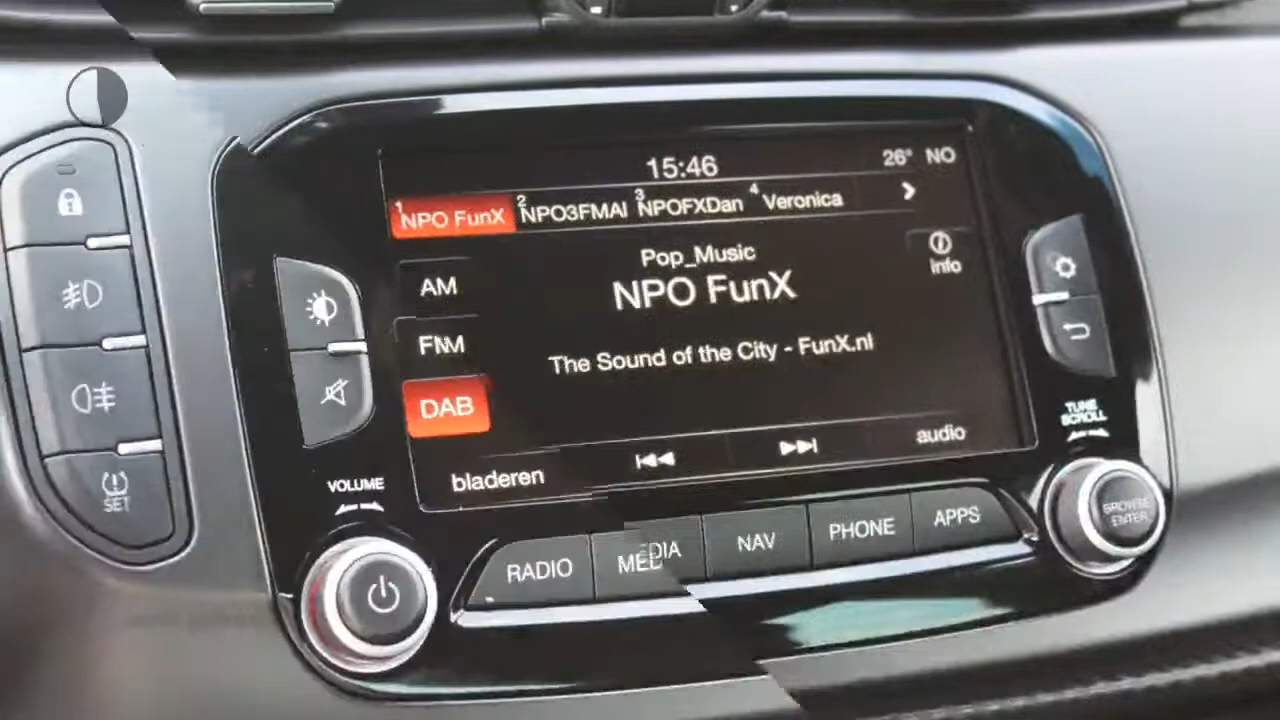 15:46
26° NO
1 NPO FunX 2 NPO3FMAl 3 NPOFXDan 4 Veronica
Pop_Music
info
AM
NPO FunX
FM
The Sound of the City - FunX.nl
DAB
audio
bladeren
TUNE
SCROLL
VOLUME
SET
BROWSE
ENTER
RADIO MEDIA NAV PHONE APPS